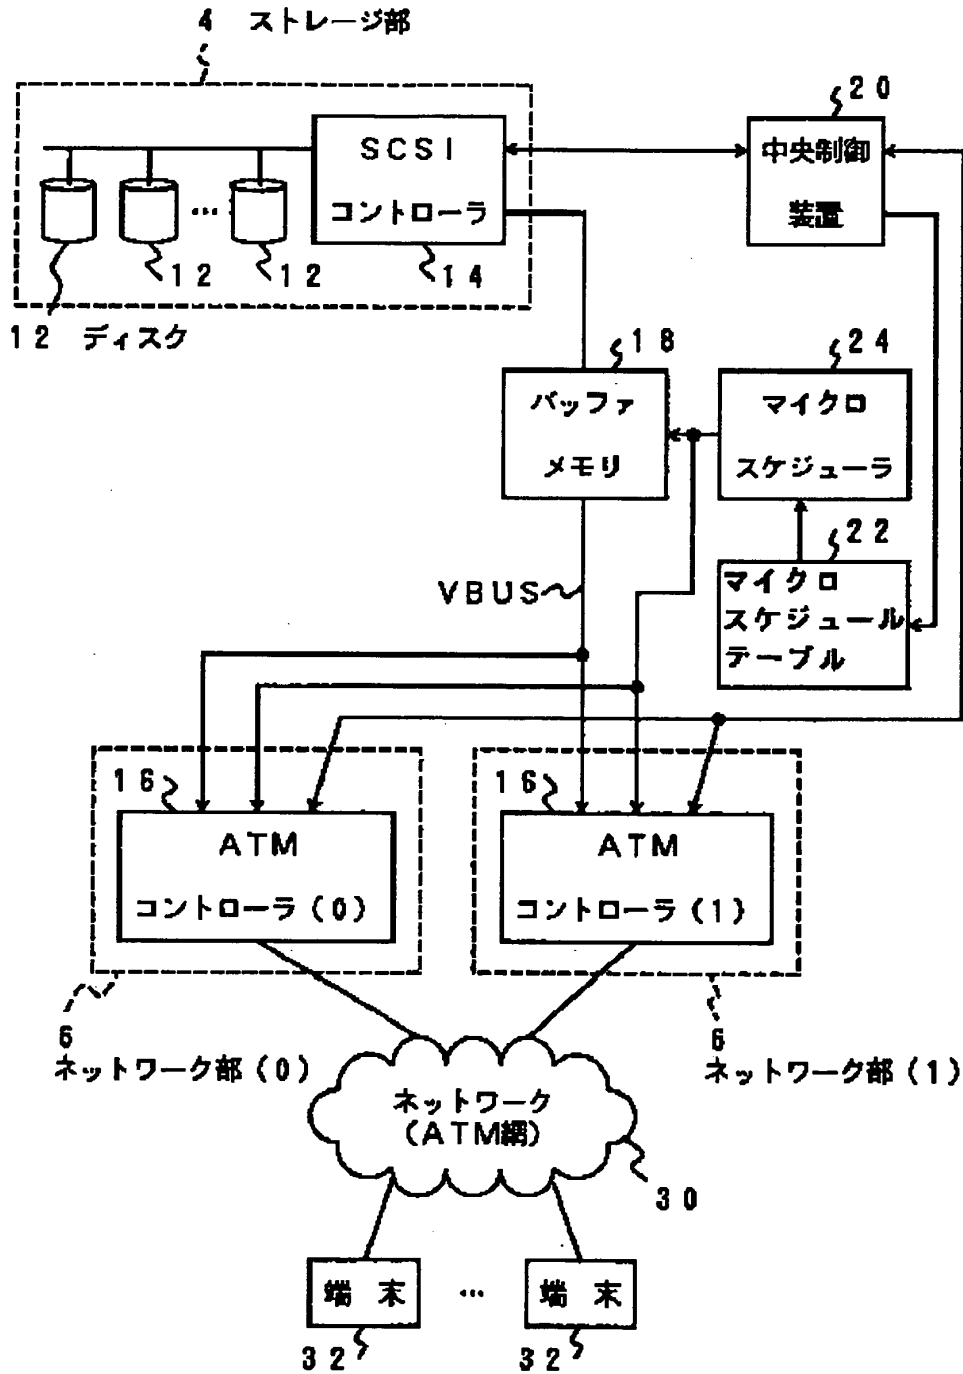 4 ストレージ部
20
SCSI
コントローラ
中央制御
装置
...
12
12
14
12 ディスク
18
24
バッファ
メモリ
マイクロ
スケジューラ
22
VBUS
マイクロ
スケジュール
テーブル
16
16
ATM
コントローラ(0)
ATM
コントローラ(1)
6
ネットワーク部(0)
6
ネットワーク部(1)
ネットワーク
(ATM網)
30
端 末
...
端 末
32
32